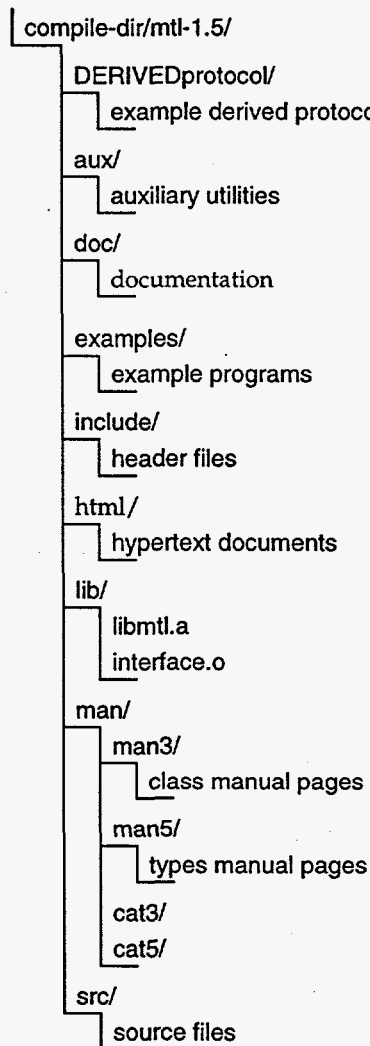 compile-dir/mtl-1.5/
DERIVEDprotocol/
example derived
aux/
auxiliary utilities
doc/
documentation
examples/
example programs
include/
header files
html/
hypertext documents
lib/
libmtl.a
interface.o
man/
man3/
class manual pages
man5/
types manual pages
cat3/
cat5/
src/
source files